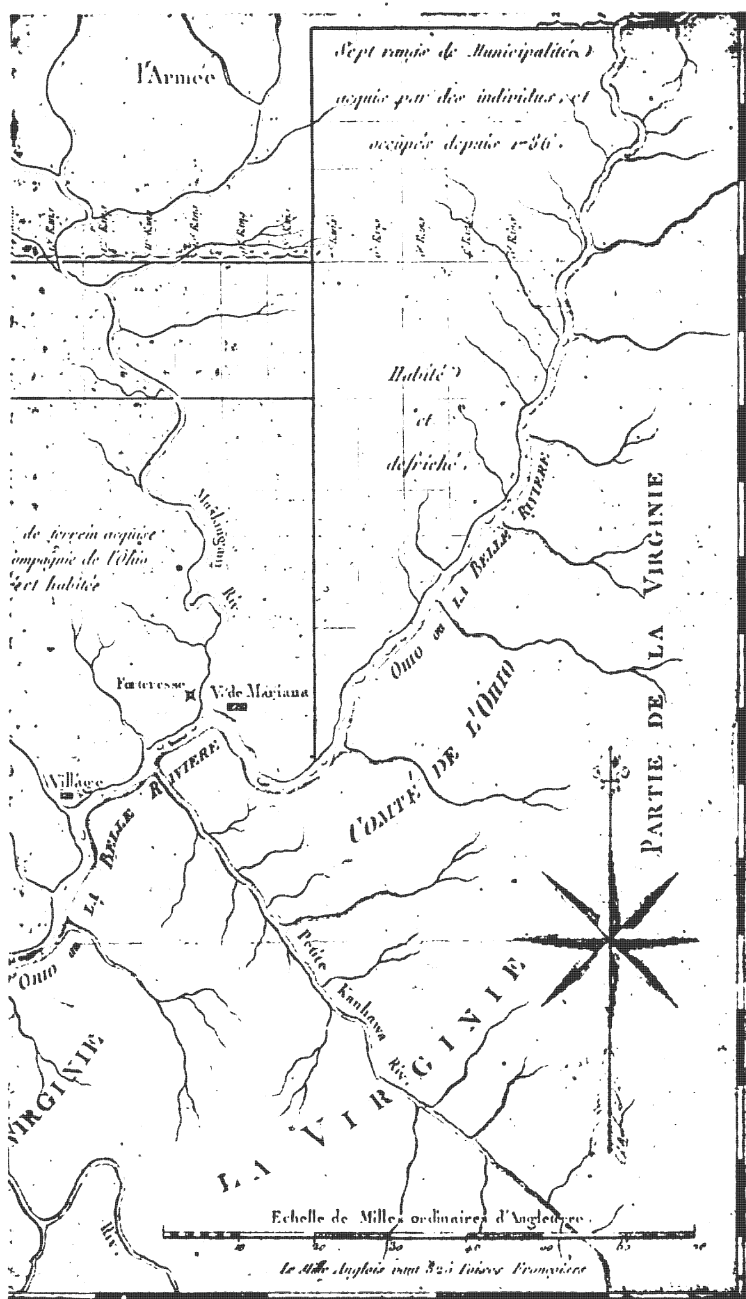 l'Armée
Sept rangs de Municipalités
acquis par des individus, et
occupés depuis 1786.
Habité
et
defriché.
de terrein acquise
ompagnie de l'Ohio
et habitée
Riv.
Forteresse
V. de Mariana
Village
OHIO ou LA BELLE RIVIERE
COMTÉ DE L'OHIO
PARTIE DE LA VIRGINIE
OHIO ou LA BELLE RIVIERE
Petite Kanhawa Riv.
LA VIRGINIE
VIRGINIE
Riv.
Echelle de Milles ordinaires d'Angleterre.
10 20 30 40 50 60 70
Le Mille Anglois vaut 825 Toises Françoises